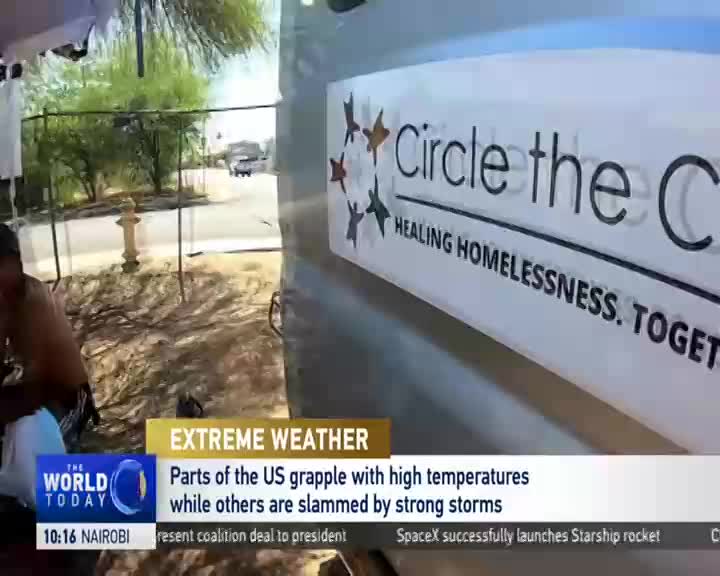 Circle the C
HEALING HOMELESSNESS. TOGET
EXTREME WEATHER
Parts of the US grapple with high temperatures
while others are slammed by strong storms
THE
WORLD
TODAY
10:16 NAIROBI
resent coalition deal to president SpaceX successfully launches Starship rocket C